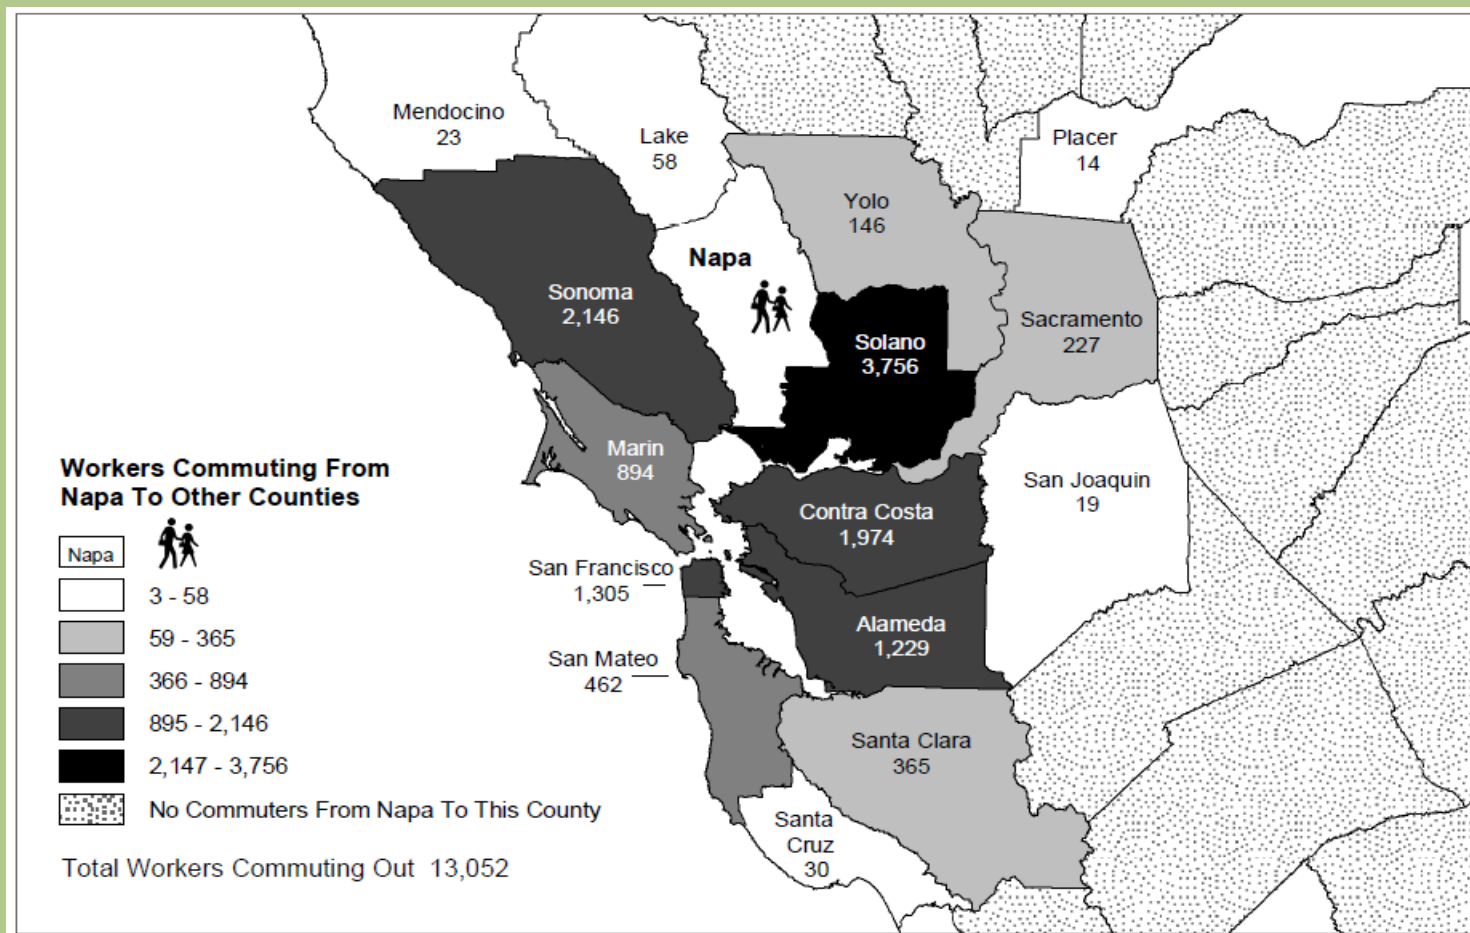 Mendocino
23
Lake
58
Placer
14
Yolo
146
Napa
Sonoma
2,146
Solano
3,756
Sacramento
227
Marin
894
San Joaquin
19
Contra Costa
1,974
San Francisco
1,305
Alameda
1,229
San Mateo
462
Santa Clara
365
Santa
Cruz
30
Workers Commuting From
Napa To Other Counties
Napa
3 - 58
59 - 365
366 - 894
895 - 2,146
2,147 - 3,756
No Commuters From Napa To This County
Total Workers Commuting Out 13,052